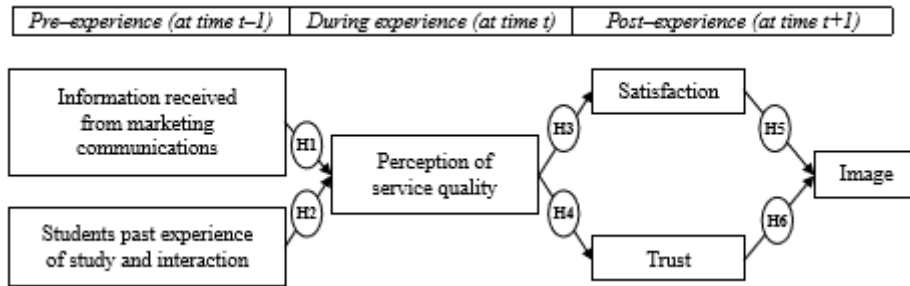 Pre–experience (at time t–1) During experience (at time t) Post–experience (at time t+1)
Information received
from marketing
communications
Students past experience
of study and interaction
H1
H2
Perception of
service quality
H3
H4
Satisfaction
Trust
H5
H6
Image